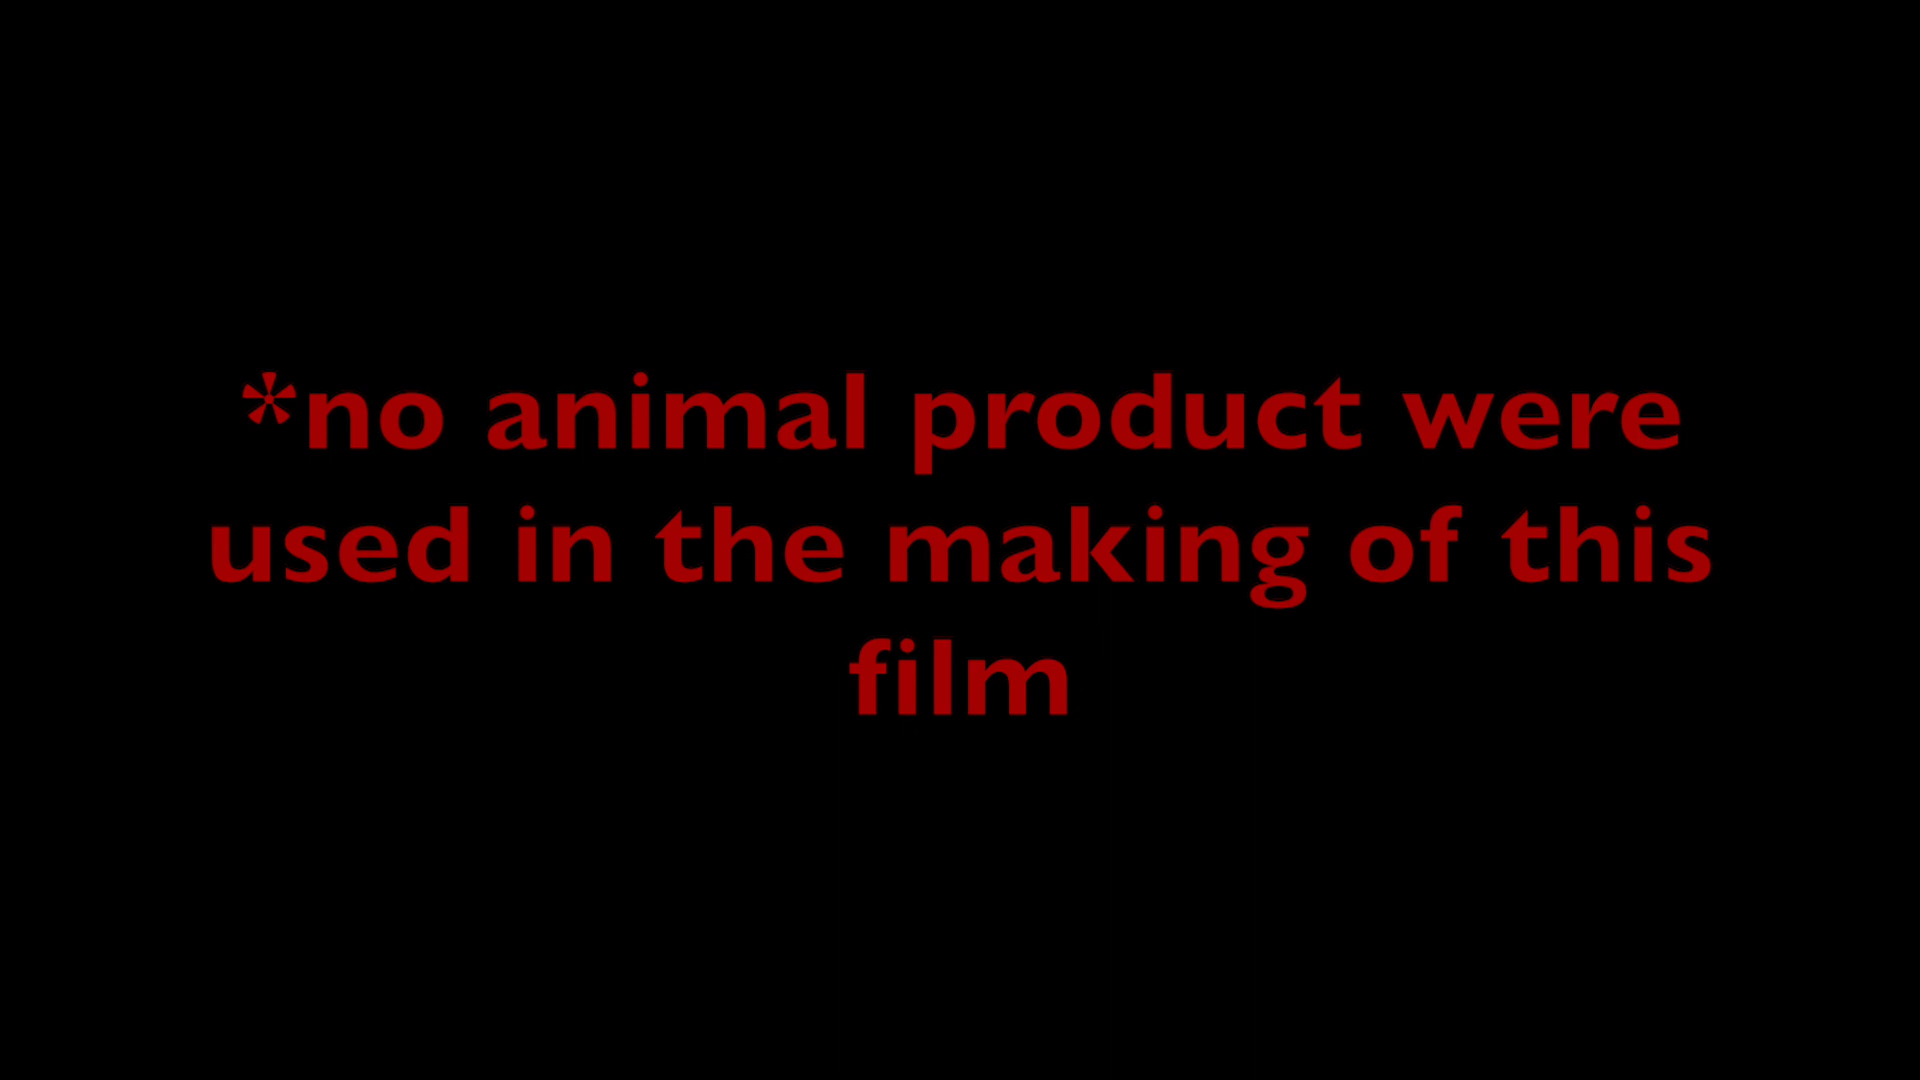 *no animal product were
used in the making of this
film